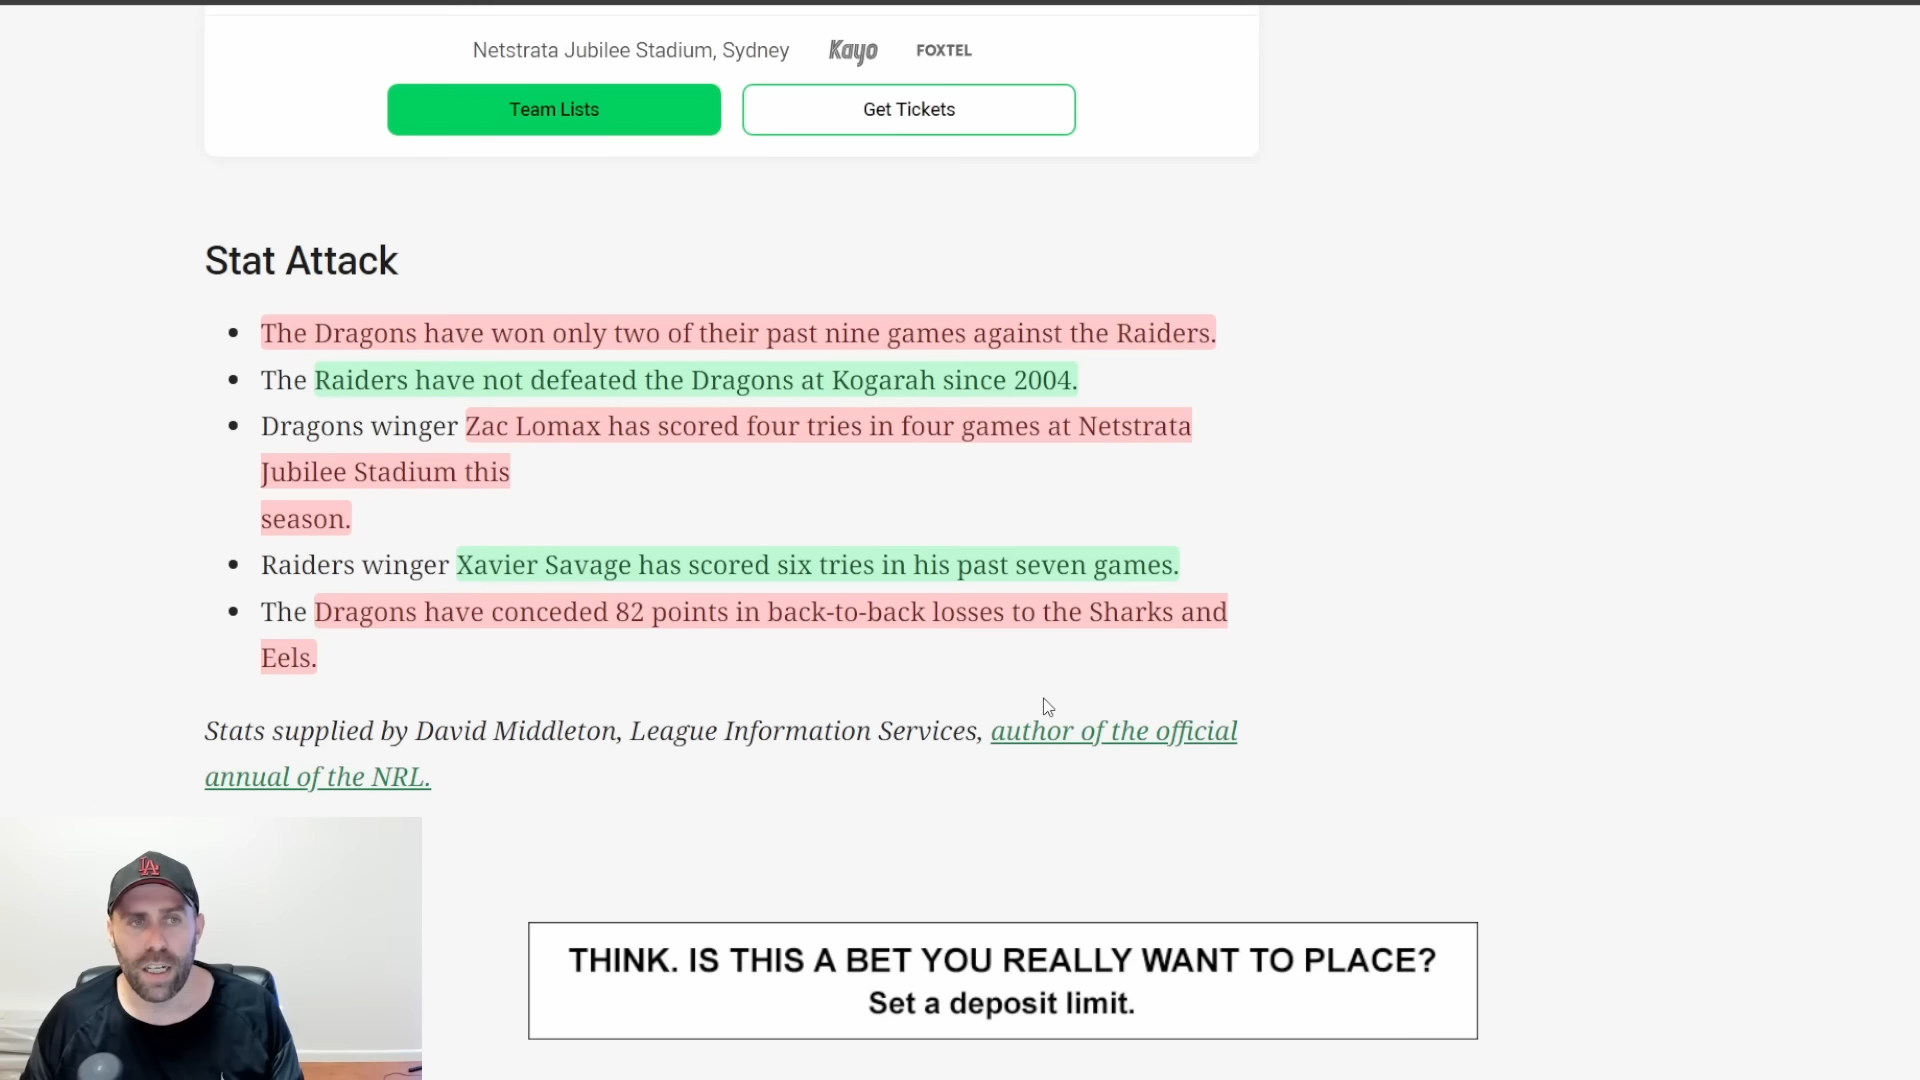 Netstrata Jubilee Stadium, Sydney Kayo FOXTEL
Team Lists Get Tickets
Stat Attack
The Dragons have won only two of their past nine games against the Raiders.
The Raiders have not defeated the Dragons at Kogarah since 2004.
Dragons winger Zac Lomax has scored four tries in four games at Netstrata
Jubilee Stadium this
season.
Raiders winger Xavier Savage has scored six tries in his past seven games.
The Dragons have conceded 82 points in back-to-back losses to the Sharks and
Eels.
Stats supplied by David Middleton, League Information Services, author of the official
annual of the NRL.
LA
THINK. IS THIS A BET YOU REALLY WANT TO PLACE?
Set a deposit limit.